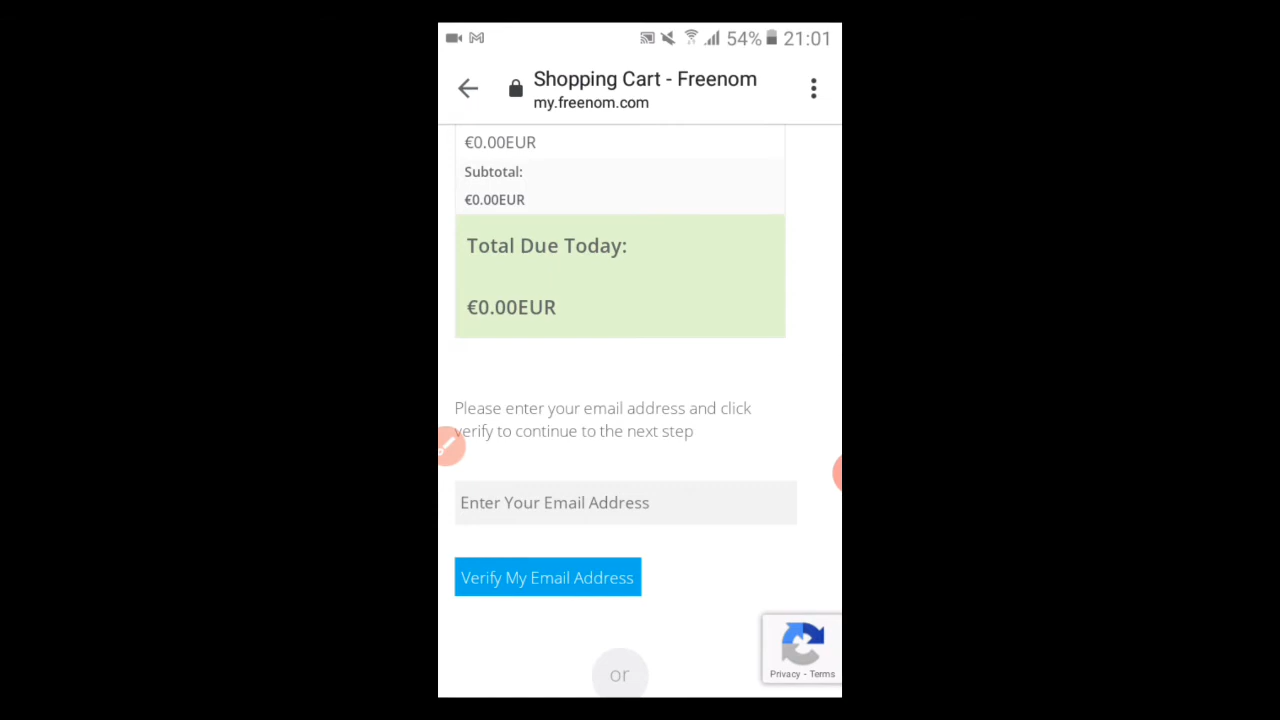 54% 21:01
Shopping Cart - Freenom
my.freenom.com
€0.00EUR
Subtotal:
€0.00EUR
Total Due Today:
€0.00EUR
Please enter your email address and click
verify to continue to the next step
Enter Your Email Address
Verify My Email Address
Privacy - Terms
or